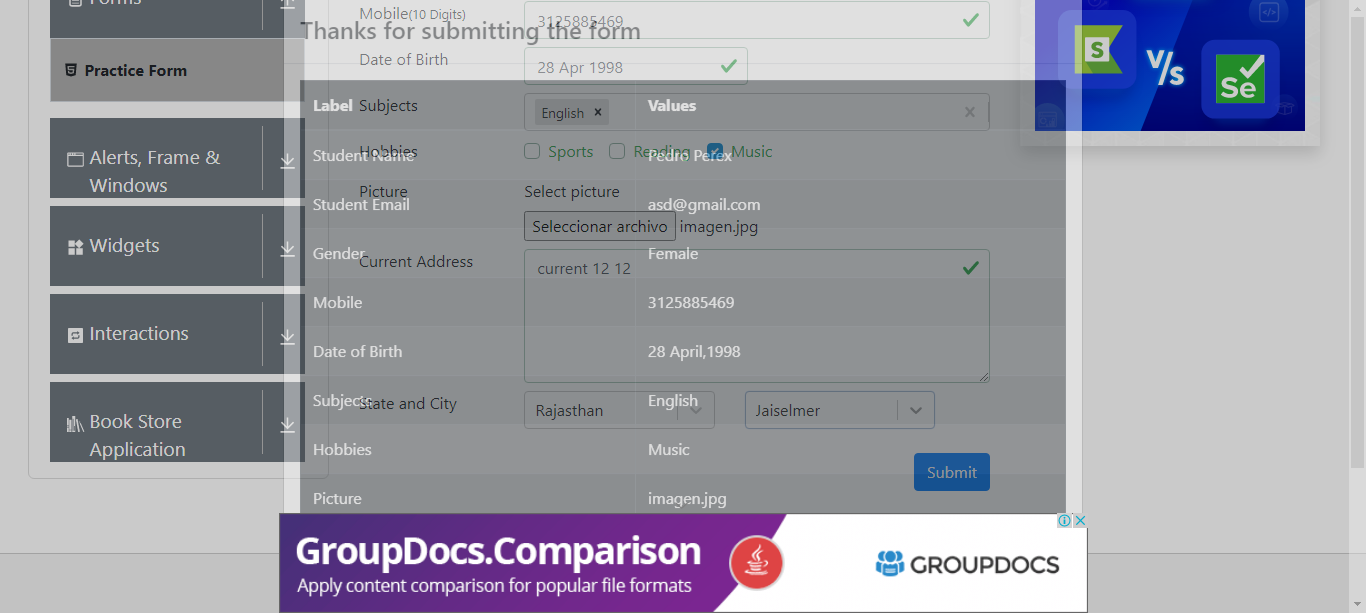 Forms
Mobile(10 Digits)
3125885469
Thanks for submitting the form
Date of Birth
28 Apr 1998
Practice Form
S
V/s
Se
Label
Subjects
English ×
Values
×
Alerts, Frame &
Windows
Student Name
Hobbies
Sports
Reading
Music
Pedro Perex
Picture
Select picture
Student Email
asd@gmail.com
Seleccionar archivo
imagen.jpg
Widgets
Gender
Female
Current Address
current 12 12
Mobile
3125885469
Interactions
Date of Birth
28 April,1998
Subjects
English
State and City
Rajasthan
Jaiselmer
Book Store
Application
Hobbies
Music
Submit
Picture
imagen.jpg
GroupDocs.Comparison
Apply content comparison for popular file formats
Java
GROUPDOCS